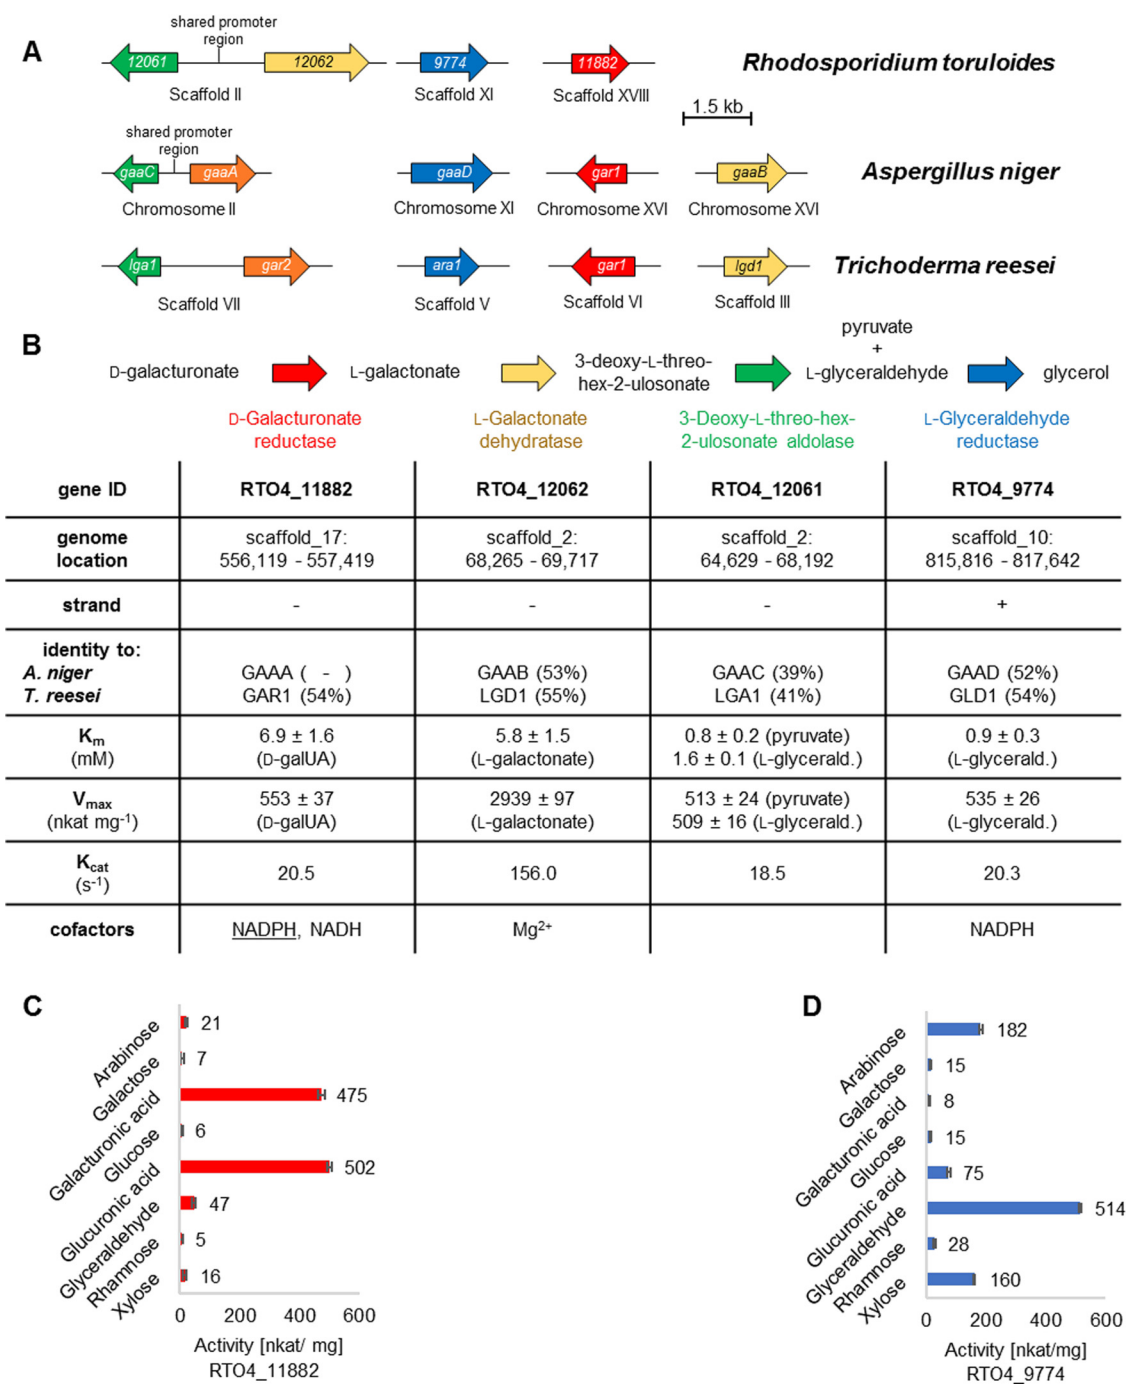 A
shared promoter
region
12061
12062
9774
11882
Rhodosporidium toruloides
Scaffold II
Scaffold XI
Scaffold XVIII
1.5 kb
shared promoter
region
gaaC
gaaA
gaaD
gar1
gaaB
Aspergillus niger
Chromosome II
Chromosome XI
Chromosome XVI
Chromosome XVI
lga1
gar2
ara1
gar1
lgd1
Trichoderma reesei
Scaffold VII
Scaffold V
Scaffold VI
Scaffold III
B
D-galacturonate
L-galactonate
3-deoxy-L-threo-
hex-2-ulosonate
pyruvate
+
L-glyceraldehyde
glycerol
D-Galacturonate
reductase
L-Galactonate
dehydratase
3-Deoxy-L-threo-hex-
2-ulosonate aldolase
L-Glyceraldehyde
reductase
gene ID RTO4_11882 RTO4_12062 RTO4_12061 RTO4_9774
genome scaffold_17: scaffold_2: scaffold_2: scaffold_10:
location 556,119 - 557,419 68,265 - 69,717 64,629 - 68,192 815,816 - 817,642
strand - - - +
identity to:
A. niger GAAA ( - ) GAAB (53%) GAAC (39%) GAAD (52%)
T. reesei GAR1 (54%) LGD1 (55%) LGA1 (41%) GLD1 (54%)
Km 6.9 ± 1.6 5.8 ± 1.5 0.8 ± 0.2 (pyruvate) 0.9 ± 0.3
(mM) (D-galUA) (L-galactonate) 1.6 ± 0.1 (L-glycerald.) (L-glycerald.)
Vmax 553 ± 37 2939 ± 97 513 ± 24 (pyruvate) 535 ± 26
(nkat mg-1) (D-galUA) (L-galactonate) 509 ± 16 (L-glycerald.) (L-glycerald.)
Kcat
(s-1) 20.5 156.0 18.5 20.3
cofactors NADPH, NADH Mg2+ NADPH
C
Arabinose 21
Galactose 7
Galacturonic acid 475
Glucose 6
Glucuronic acid 502
Glyceraldehyde 47
Rhamnose 5
Xylose 16
0 200 400 600
Activity [nkat/ mg]
RTO4_11882
D
Arabinose 182
Galactose 15
Galacturonic acid 8
Glucose 15
Glucuronic acid 75
Glyceraldehyde 514
Rhamnose 28
Xylose 160
0 200 400 600
Activity [nkat/mg]
RTO4_9774